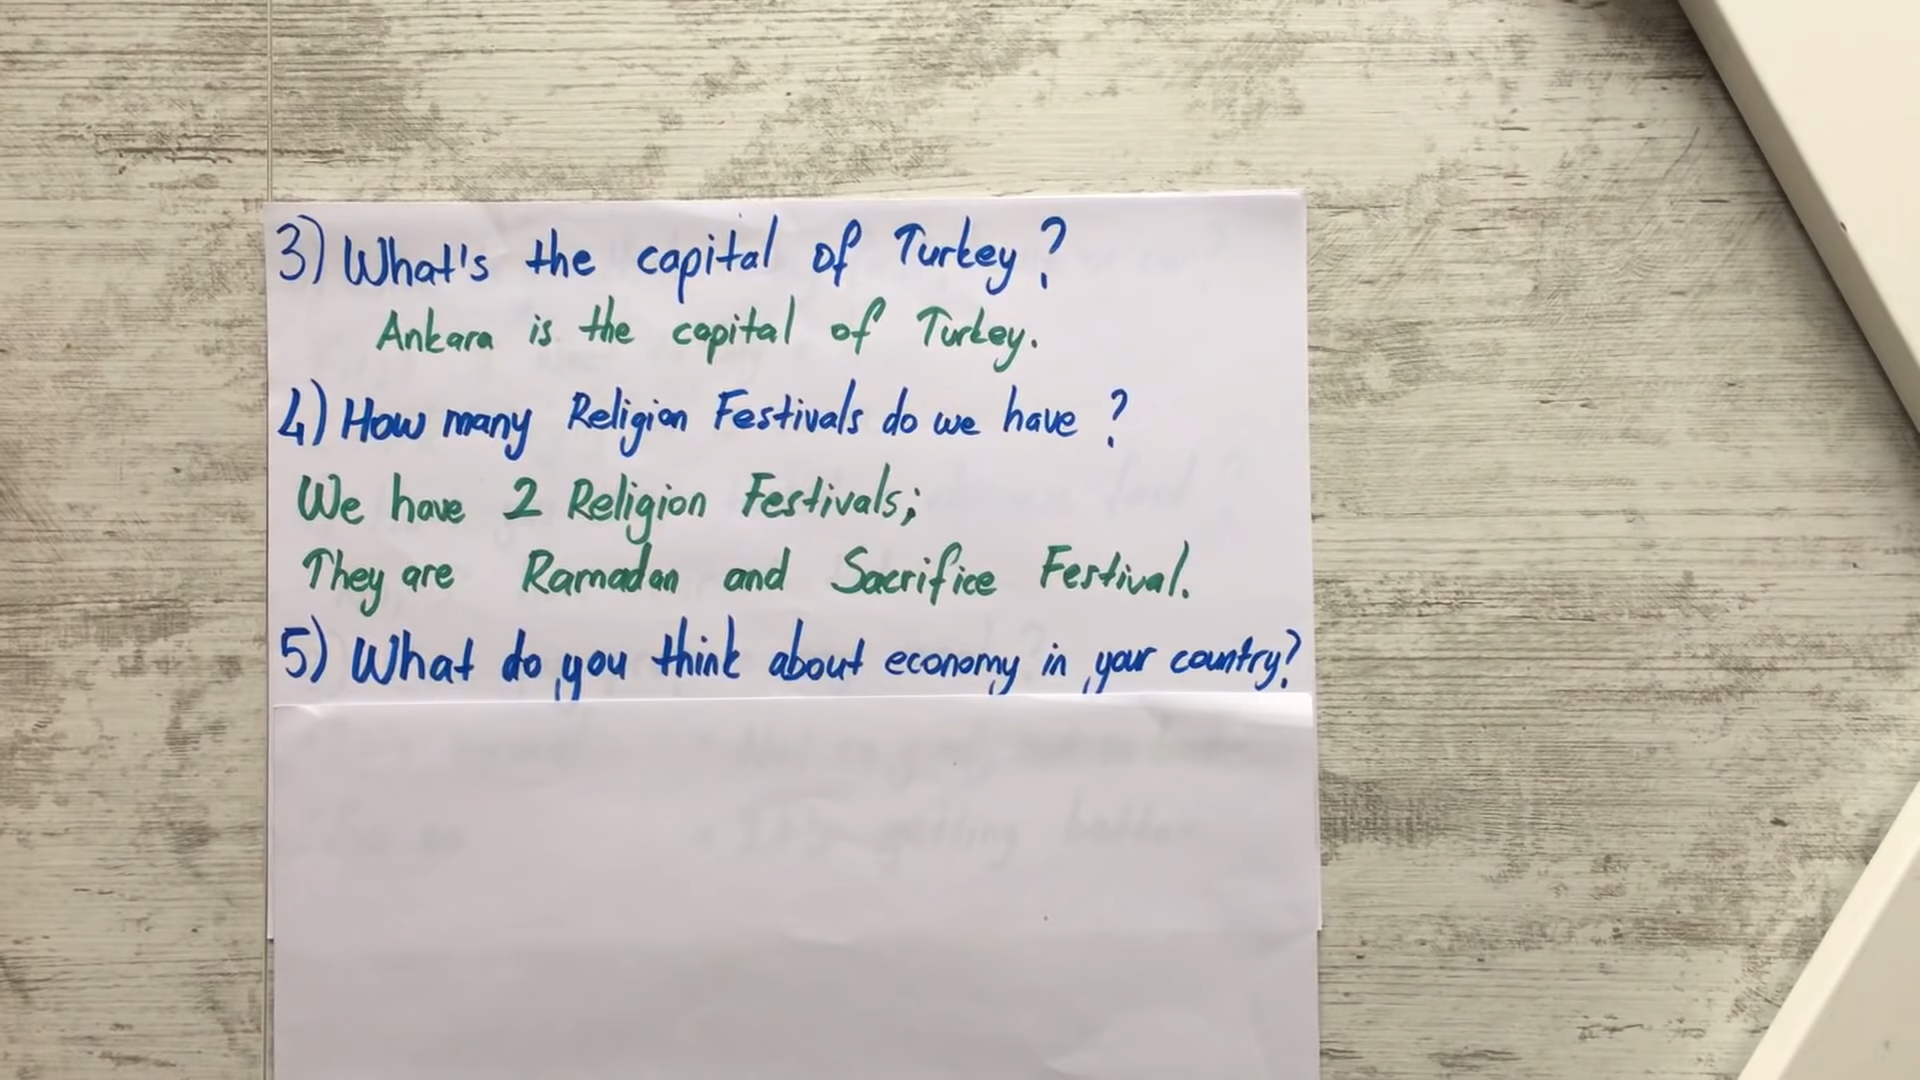 3) What's the capital of Turkey?
Ankara is the capital of Turkey.
4) How many Religion Festivals do we have?
We have 2 Religion Festivals;
They are Ramadan and Sacrifice Festival.
5) What do you think about economy in your country?